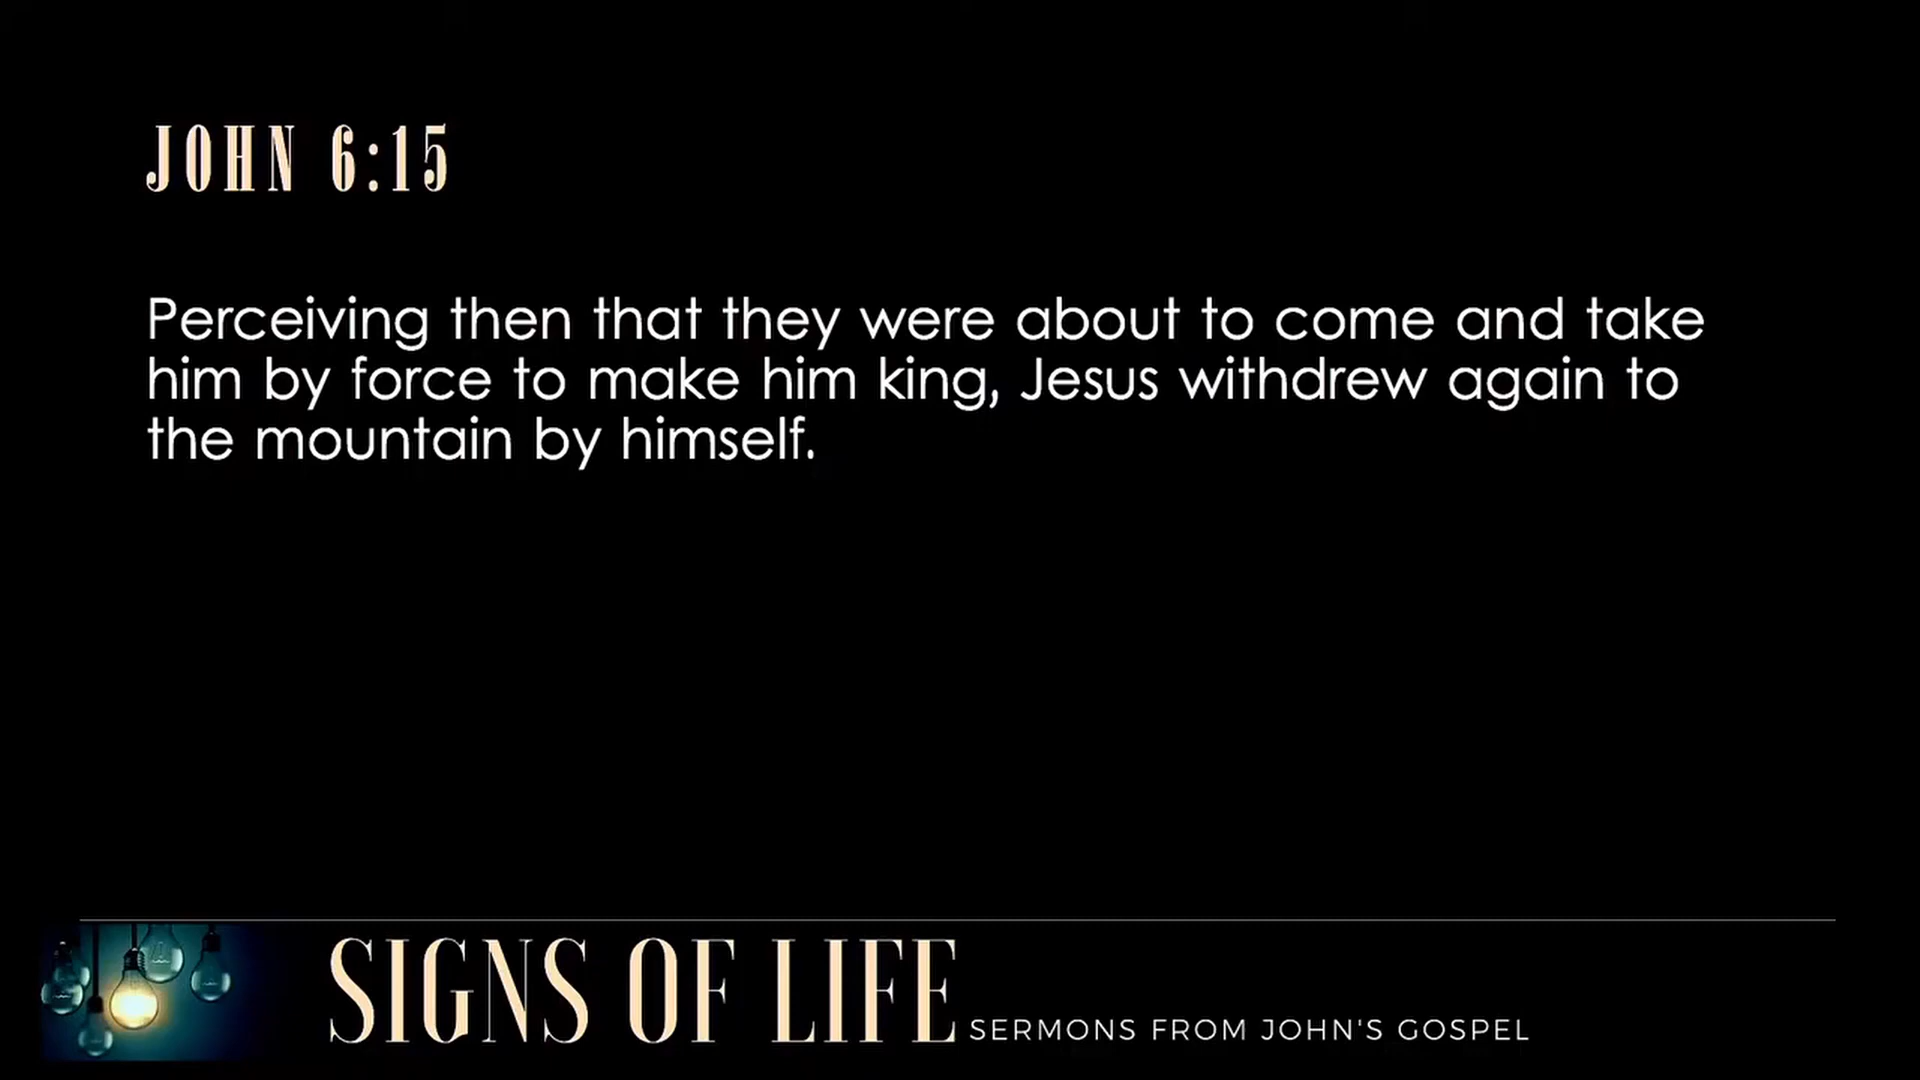 JOHN 6:15
Perceiving then that they were about to come and take
him by force to make him king, Jesus withdrew again to
the mountain by himself.
SIGNS OF LIFE
SERMONS FROM JOHN'S GOSPEL